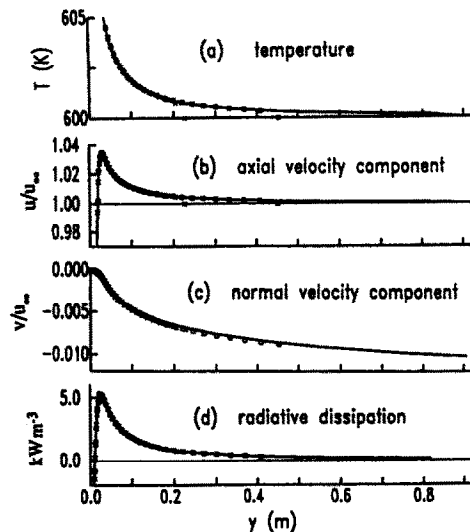 605
T (K)
(a) temperature
600
1.04
u/u∞
1.02
(b) axial velocity component
1.00
0.98
0.000
v/u∞
-0.005
(c) normal velocity component
-0.010
kWm⁻³
5.0
(d) radiative dissipation
0.0
0.0 0.2 0.4 0.6 0.8
y (m)